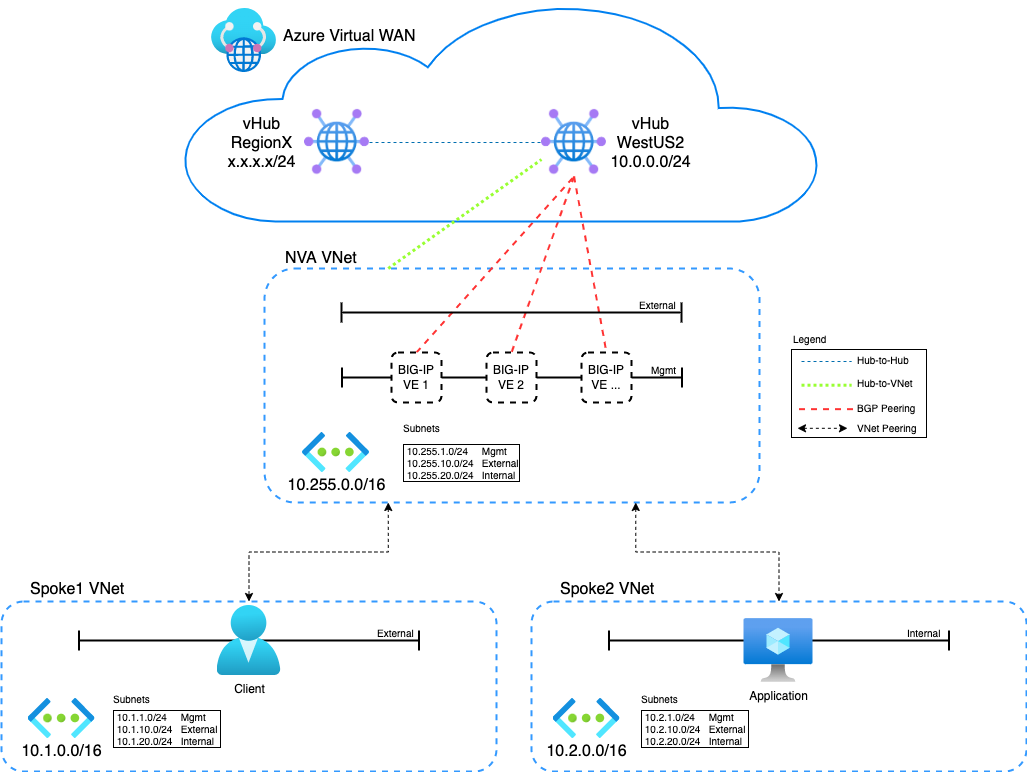 Azure Virtual WAN
vHub
RegionX
x.x.x.x/24
vHub
WestUS2
10.0.0.0/24
NVA VNet
External
BIG-IP
VE 1
BIG-IP
VE 2
BIG-IP
VE ...
Mgmt
Subnets
10.255.1.0/24 Mgmt
10.255.10.0/24 External
10.255.20.0/24 Internal
10.255.0.0/16
Legend
Hub-to-Hub
Hub-to-VNet
BGP Peering
VNet Peering
Spoke1 VNet
External
Client
Subnets
10.1.1.0/24 Mgmt
10.1.10.0/24 External
10.1.20.0/24 Internal
10.1.0.0/16
Spoke2 VNet
Internal
Application
Subnets
10.2.1.0/24 Mgmt
10.2.10.0/24 External
10.2.20.0/24 Internal
10.2.0.0/16